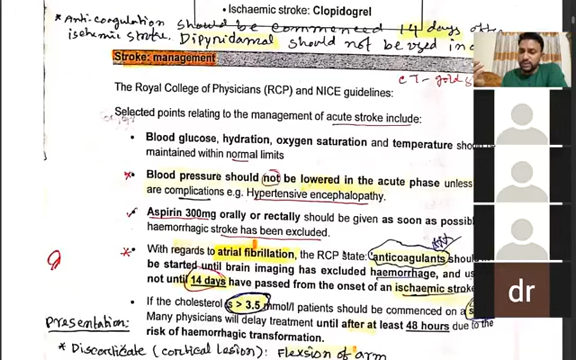 • Ischaemic stroke: Clopidogrel
* Anti-coagulation should be commenced 14 days
ischemic stroke. Dipyridamol should not be used in
Stroke: management
CT - gold
The Royal College of Physicians (RCP) and NICE guidelines:
Selected points relating to the management of acute stroke include:
• Blood glucose, hydration, oxygen saturation and temperature should
maintained within normal limits
• Blood pressure should not be lowered in the acute phase unless
are complications e.g. Hypertensive encephalopathy.
• Aspirin 300mg orally or rectally should be given as soon as
haemorrhagic stroke has been excluded.
• With regards to atrial fibrillation, the RCP state: 'anticoagulants
be started until brain imaging has excluded haemorrhage, and
not until 14 days have passed from the onset of an ischaemic stroke
• If the cholesterol is > 3.5 mmol/l patients should be commenced on a
Many physicians will delay treatment until after at least 48 hours due to the
risk of haemorrhagic transformation.
Presentation:
* (cortical lesion): Flexsion of arm
dr